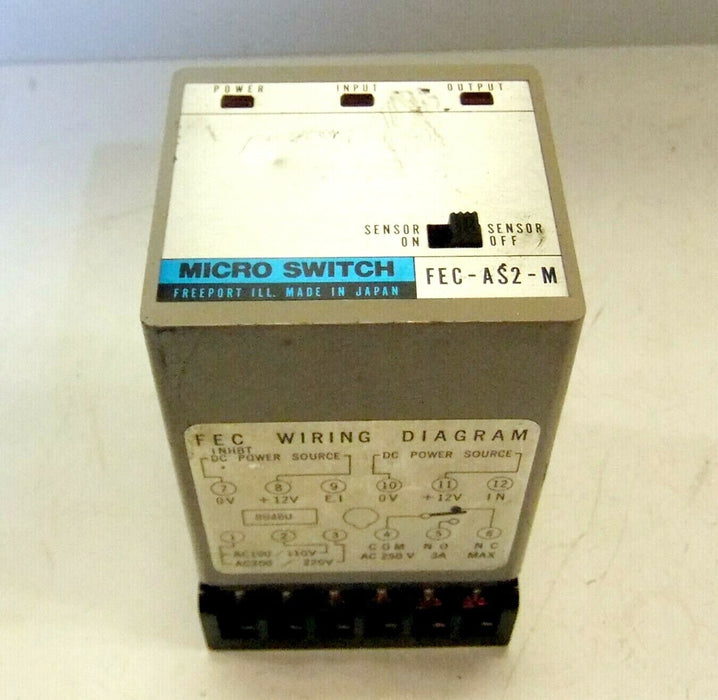 POWER INPUT OUTPUT
SENSOR ON SENSOR OFF
MICRO SWITCH FEC-AS2-M
FREEPORT ILL. MADE IN JAPAN
FEC WIRING DIAGRAM
INHBT
DC POWER SOURCE DC POWER SOURCE
7 8 9 10 11 12
0V +12V E.I 0V +12V IN
1 2 3 4 5 6
AC100 / 110V COM NO NC
AC200 / 220V AC 250 V 3A MAX